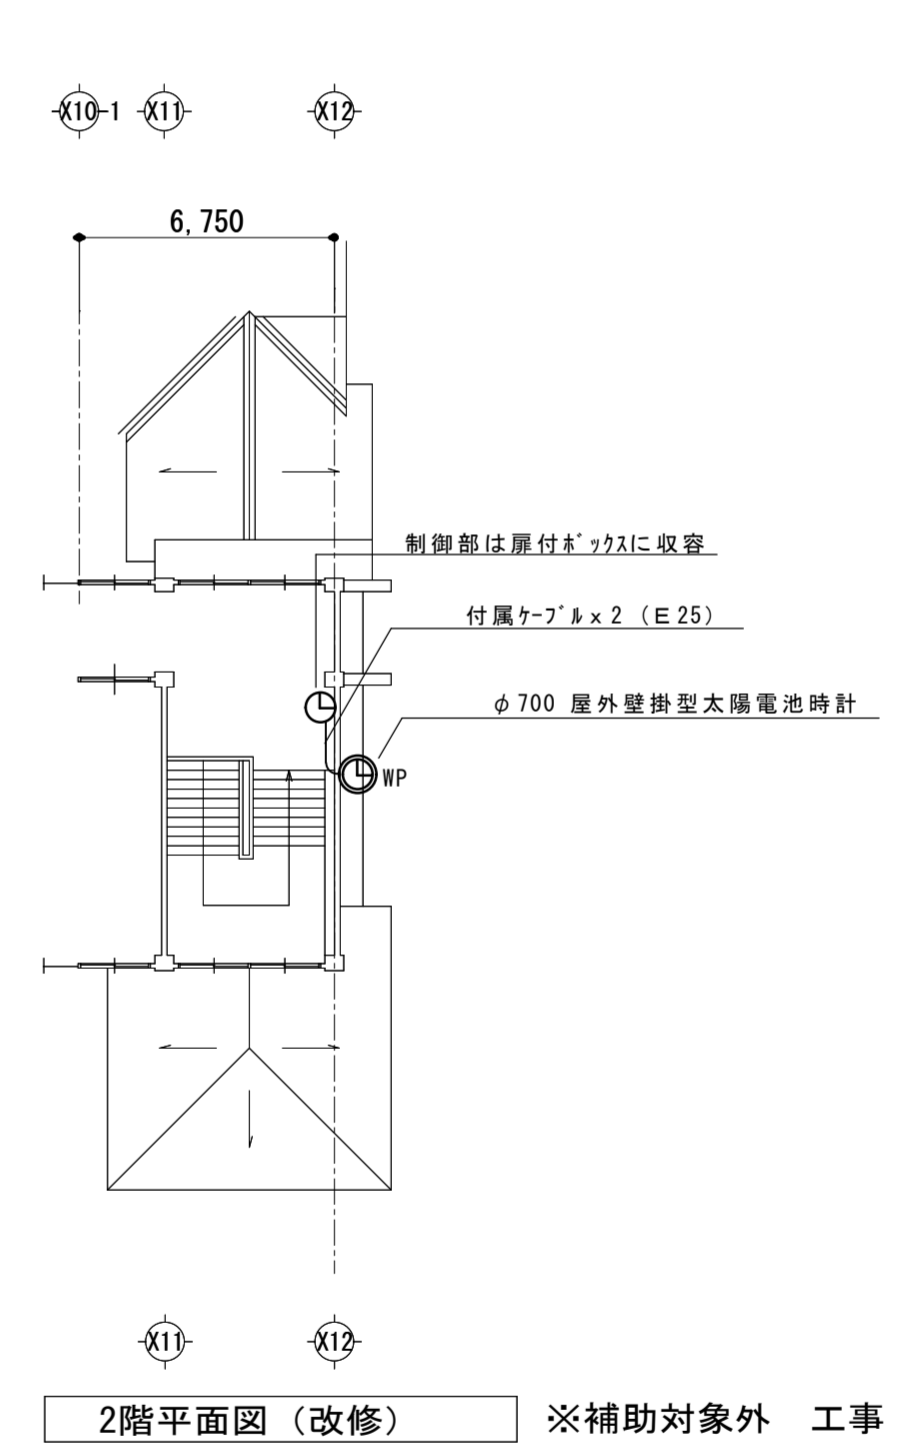 X10-1 X11 X12
6,750
制御部は扉付ﾎﾞｯｸｽに収容
付属ｹｰﾌﾞﾙ×2 (E25)
φ700 屋外壁掛型太陽電池時計
WP
X11 X12
2階平面図（改修） ※補助対象外　工事